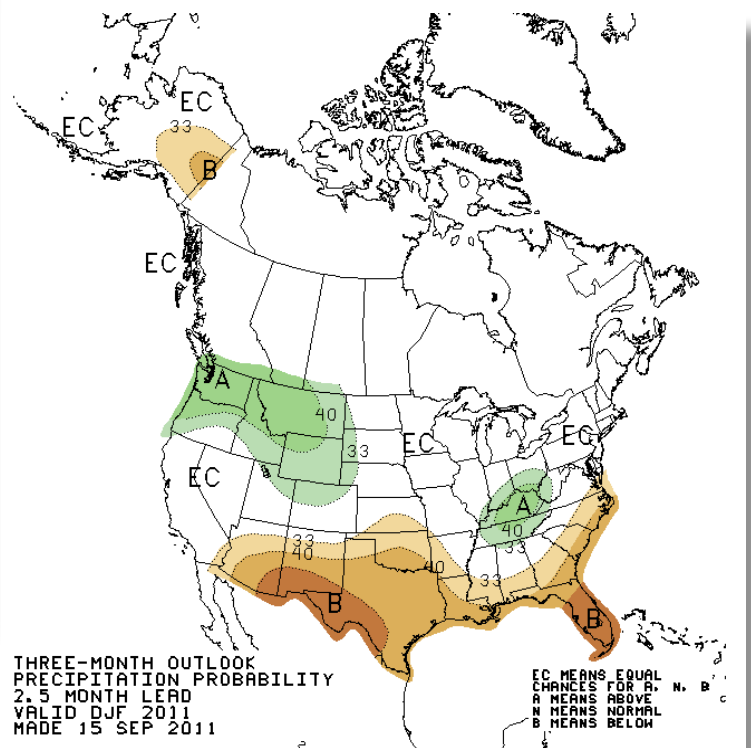 EC
EC
33
B
EC
A
40
33
EC
EC
EC
A
40
33
33
40
40
33
B
B
THREE-MONTH OUTLOOK
PRECIPITATION PROBABILITY
2.5 MONTH LEAD
VALID DJF 2011
MADE 15 SEP 2011
EC MEANS EQUAL
CHANCES FOR A, N, B
A MEANS ABOVE
N MEANS NORMAL
B MEANS BELOW